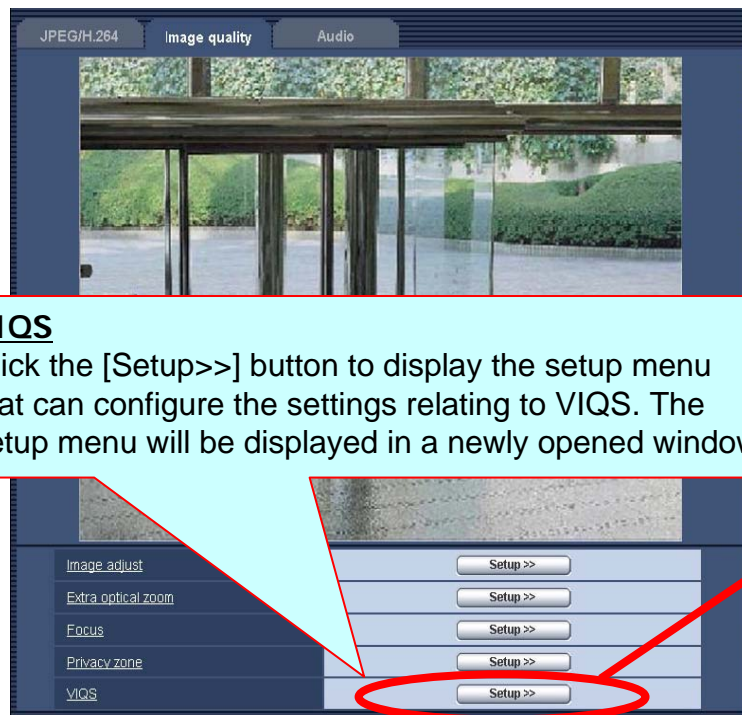 JPEG/H.264 Image quality Audio
IQS
ick the [Setup>>] button to display the setup menu
at can configure the settings relating to VIQS. The
etup menu will be displayed in a newly opened window
Image adjust Setup >>
Extra optical zoom Setup >>
Focus Setup >>
Privacy zone Setup >>
VIQS Setup >>